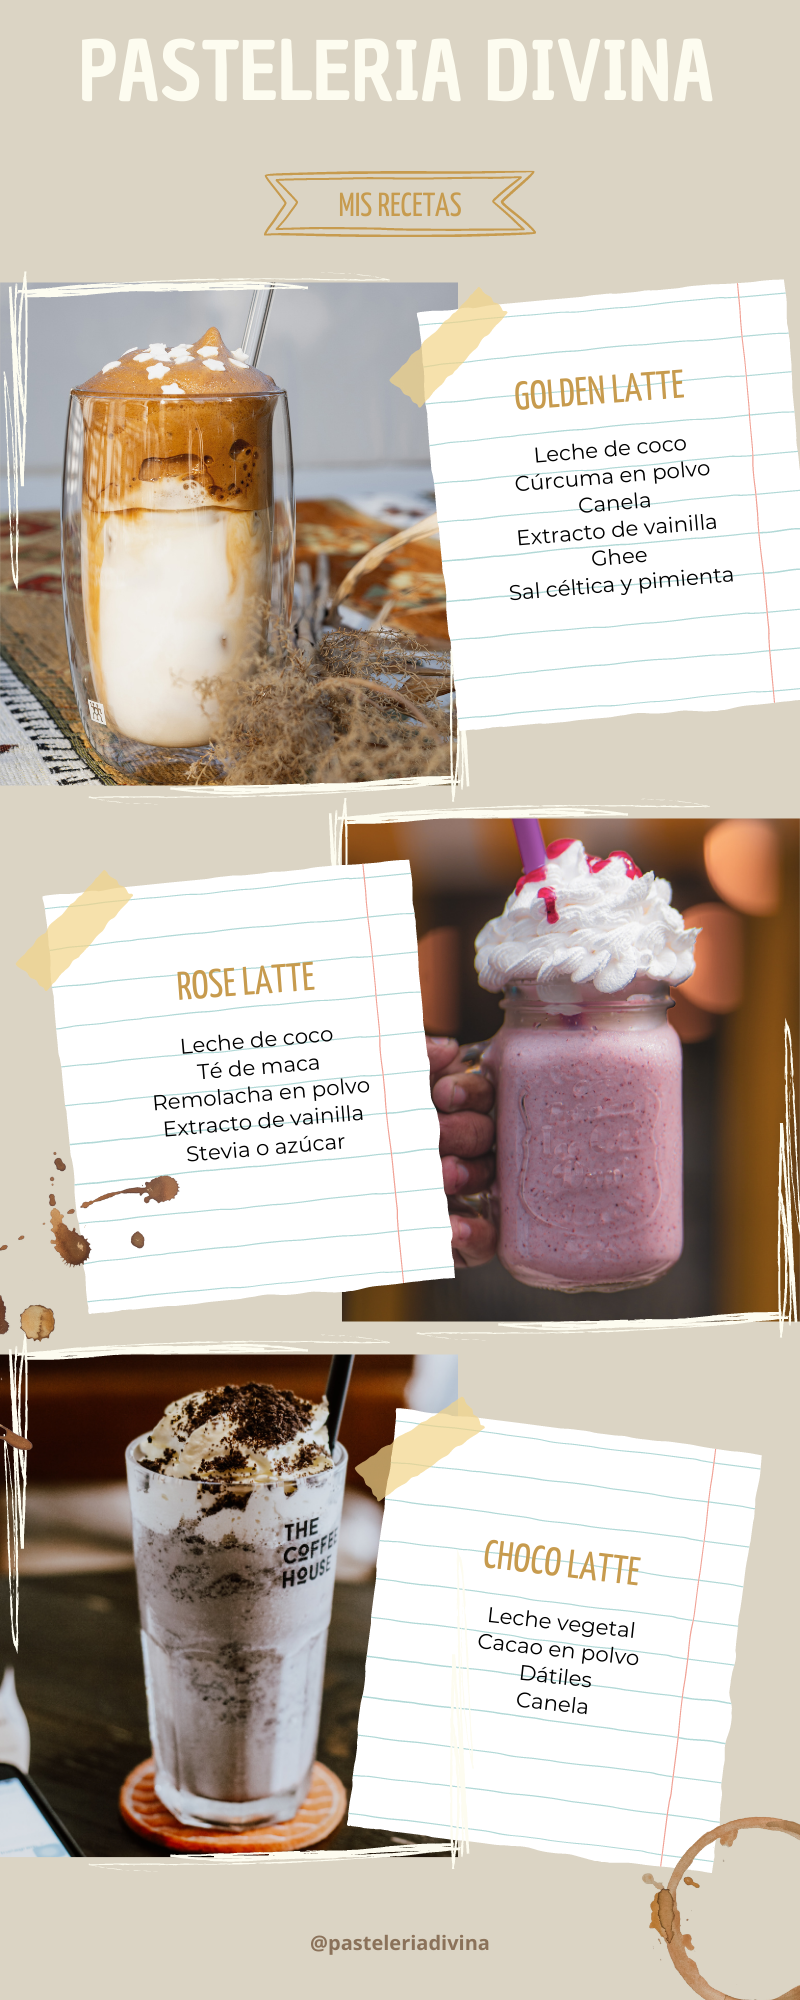 PASTELERIA DIVINA
MIS RECETAS
GOLDEN LATTE
Leche de coco
Cúrcuma en polvo
Canela
Extracto de vainilla
Ghee
Sal céltica y pimienta
ROSE LATTE
Leche de coco
Té de maca
Remolacha en polvo
Extracto de vainilla
Stevia o azúcar
THE
COFFEE
HOUSE
CHOCO LATTE
Leche vegetal
Cacao en polvo
Dátiles
Canela
@pasteleriadivina